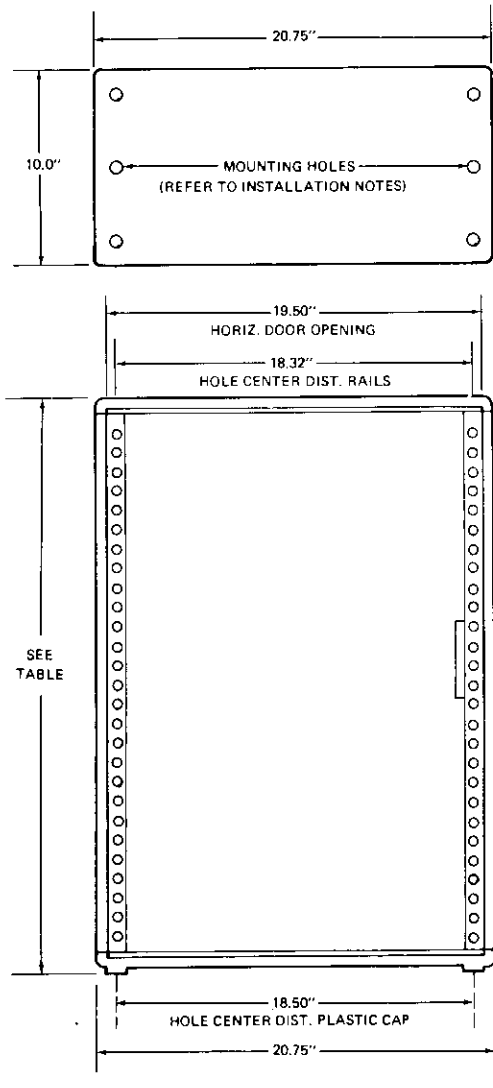 20.75"
10.0"
MOUNTING HOLES
(REFER TO INSTALLATION NOTES)
19.50"
HORIZ. DOOR OPENING
18.32"
HOLE CENTER DIST. RAILS
SEE
TABLE
18.50"
HOLE CENTER DIST. PLASTIC CAP
20.75"